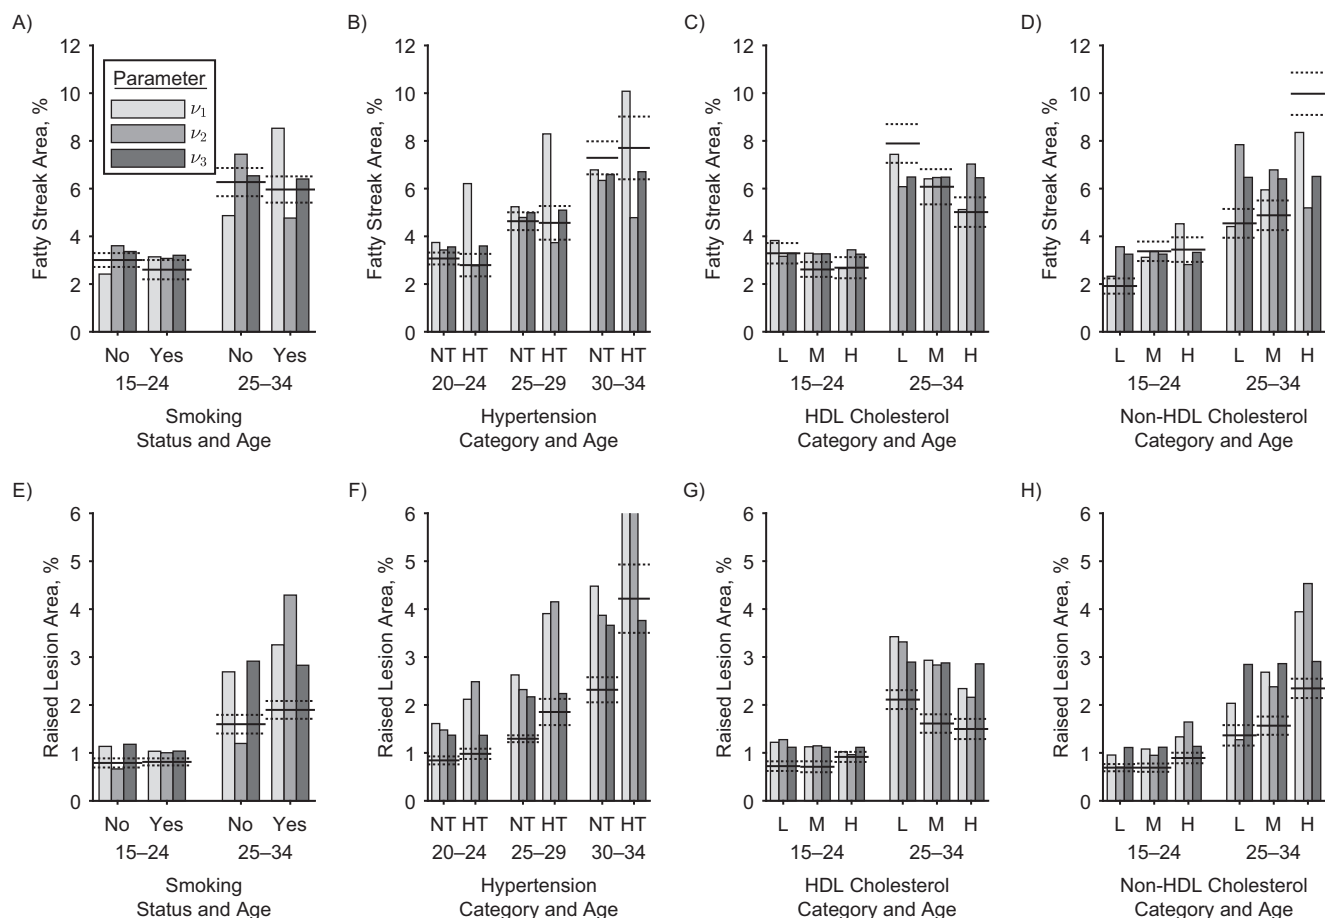 A)
Fatty Streak Area, %
12
10
8
6
4
2
0
Parameter
ν1
ν2
ν3
No Yes No Yes
15–24 25–34
Smoking
Status and Age
B)
Fatty Streak Area, %
12
10
8
6
4
2
0
NT HT NT HT NT HT
20–24 25–29 30–34
Hypertension
Category and Age
C)
Fatty Streak Area, %
12
10
8
6
4
2
0
L M H L M H
15–24 25–34
HDL Cholesterol
Category and Age
D)
Fatty Streak Area, %
12
10
8
6
4
2
0
L M H L M H
15–24 25–34
Non-HDL Cholesterol
Category and Age
E)
Raised Lesion Area, %
6
5
4
3
2
1
0
No Yes No Yes
15–24 25–34
Smoking
Status and Age
F)
Raised Lesion Area, %
6
5
4
3
2
1
0
NT HT NT HT NT HT
20–24 25–29 30–34
Hypertension
Category and Age
G)
Raised Lesion Area, %
6
5
4
3
2
1
0
L M H L M H
15–24 25–34
HDL Cholesterol
Category and Age
H)
Raised Lesion Area, %
6
5
4
3
2
1
0
L M H L M H
15–24 25–34
Non-HDL Cholesterol
Category and Age